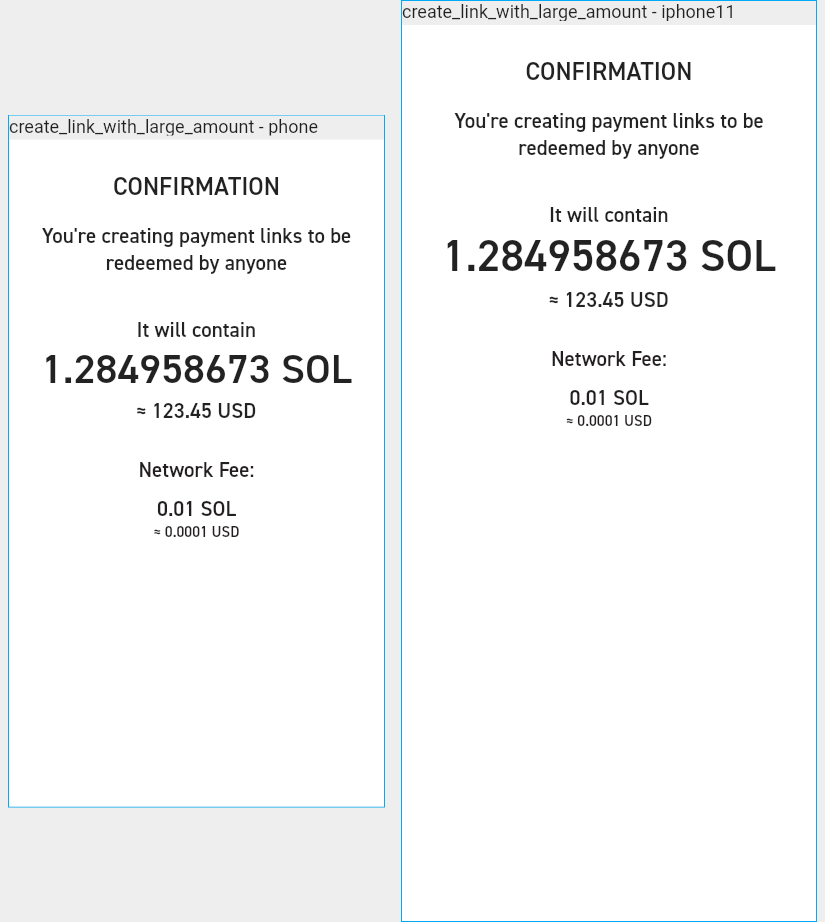 create_link_with_large_amount - phone
CONFIRMATION
You're creating payment links to be
redeemed by anyone
It will contain
1.284958673 SOL
≈ 123.45 USD
Network Fee:
0.01 SOL
≈ 0.0001 USD
create_link_with_large_amount - iphone11
CONFIRMATION
You're creating payment links to be
redeemed by anyone
It will contain
1.284958673 SOL
≈ 123.45 USD
Network Fee:
0.01 SOL
≈ 0.0001 USD